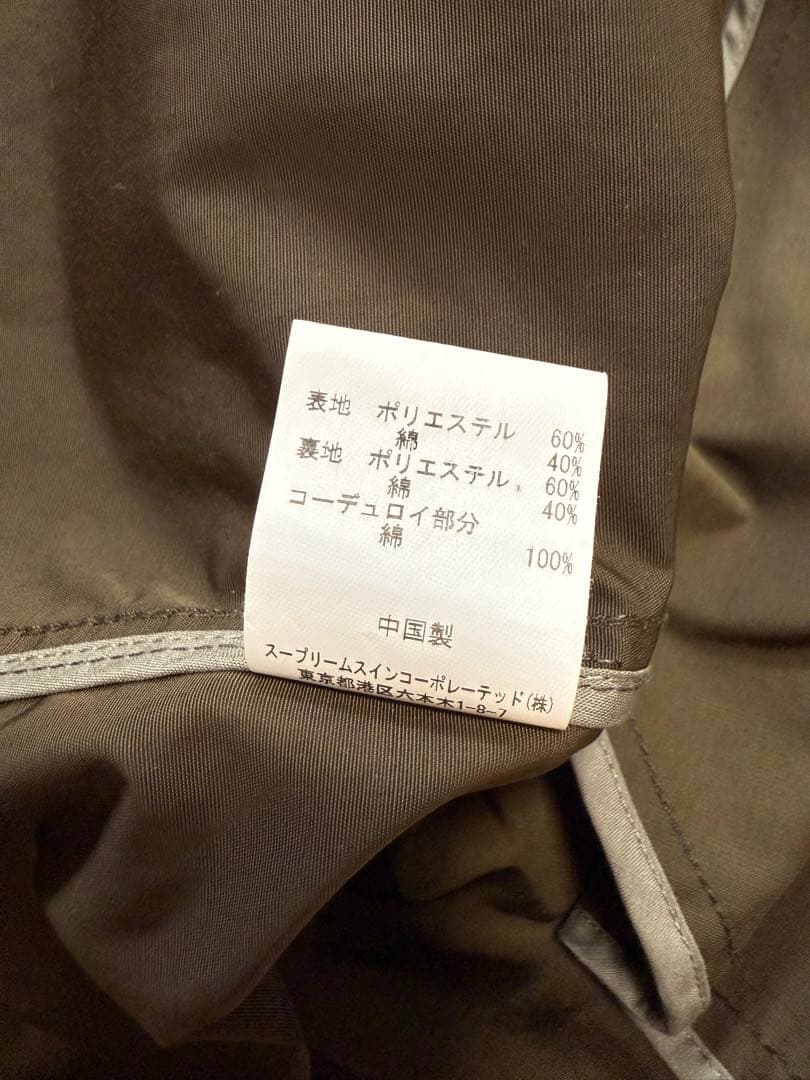 表地 ポリエステル 60%
綿 40%
裏地 ポリエステル 60%
綿 40%
コーデュロイ部分
綿 100%
中国製
スープリームスインコーポレーテッド(株)
東京都港区六本木1-8-7